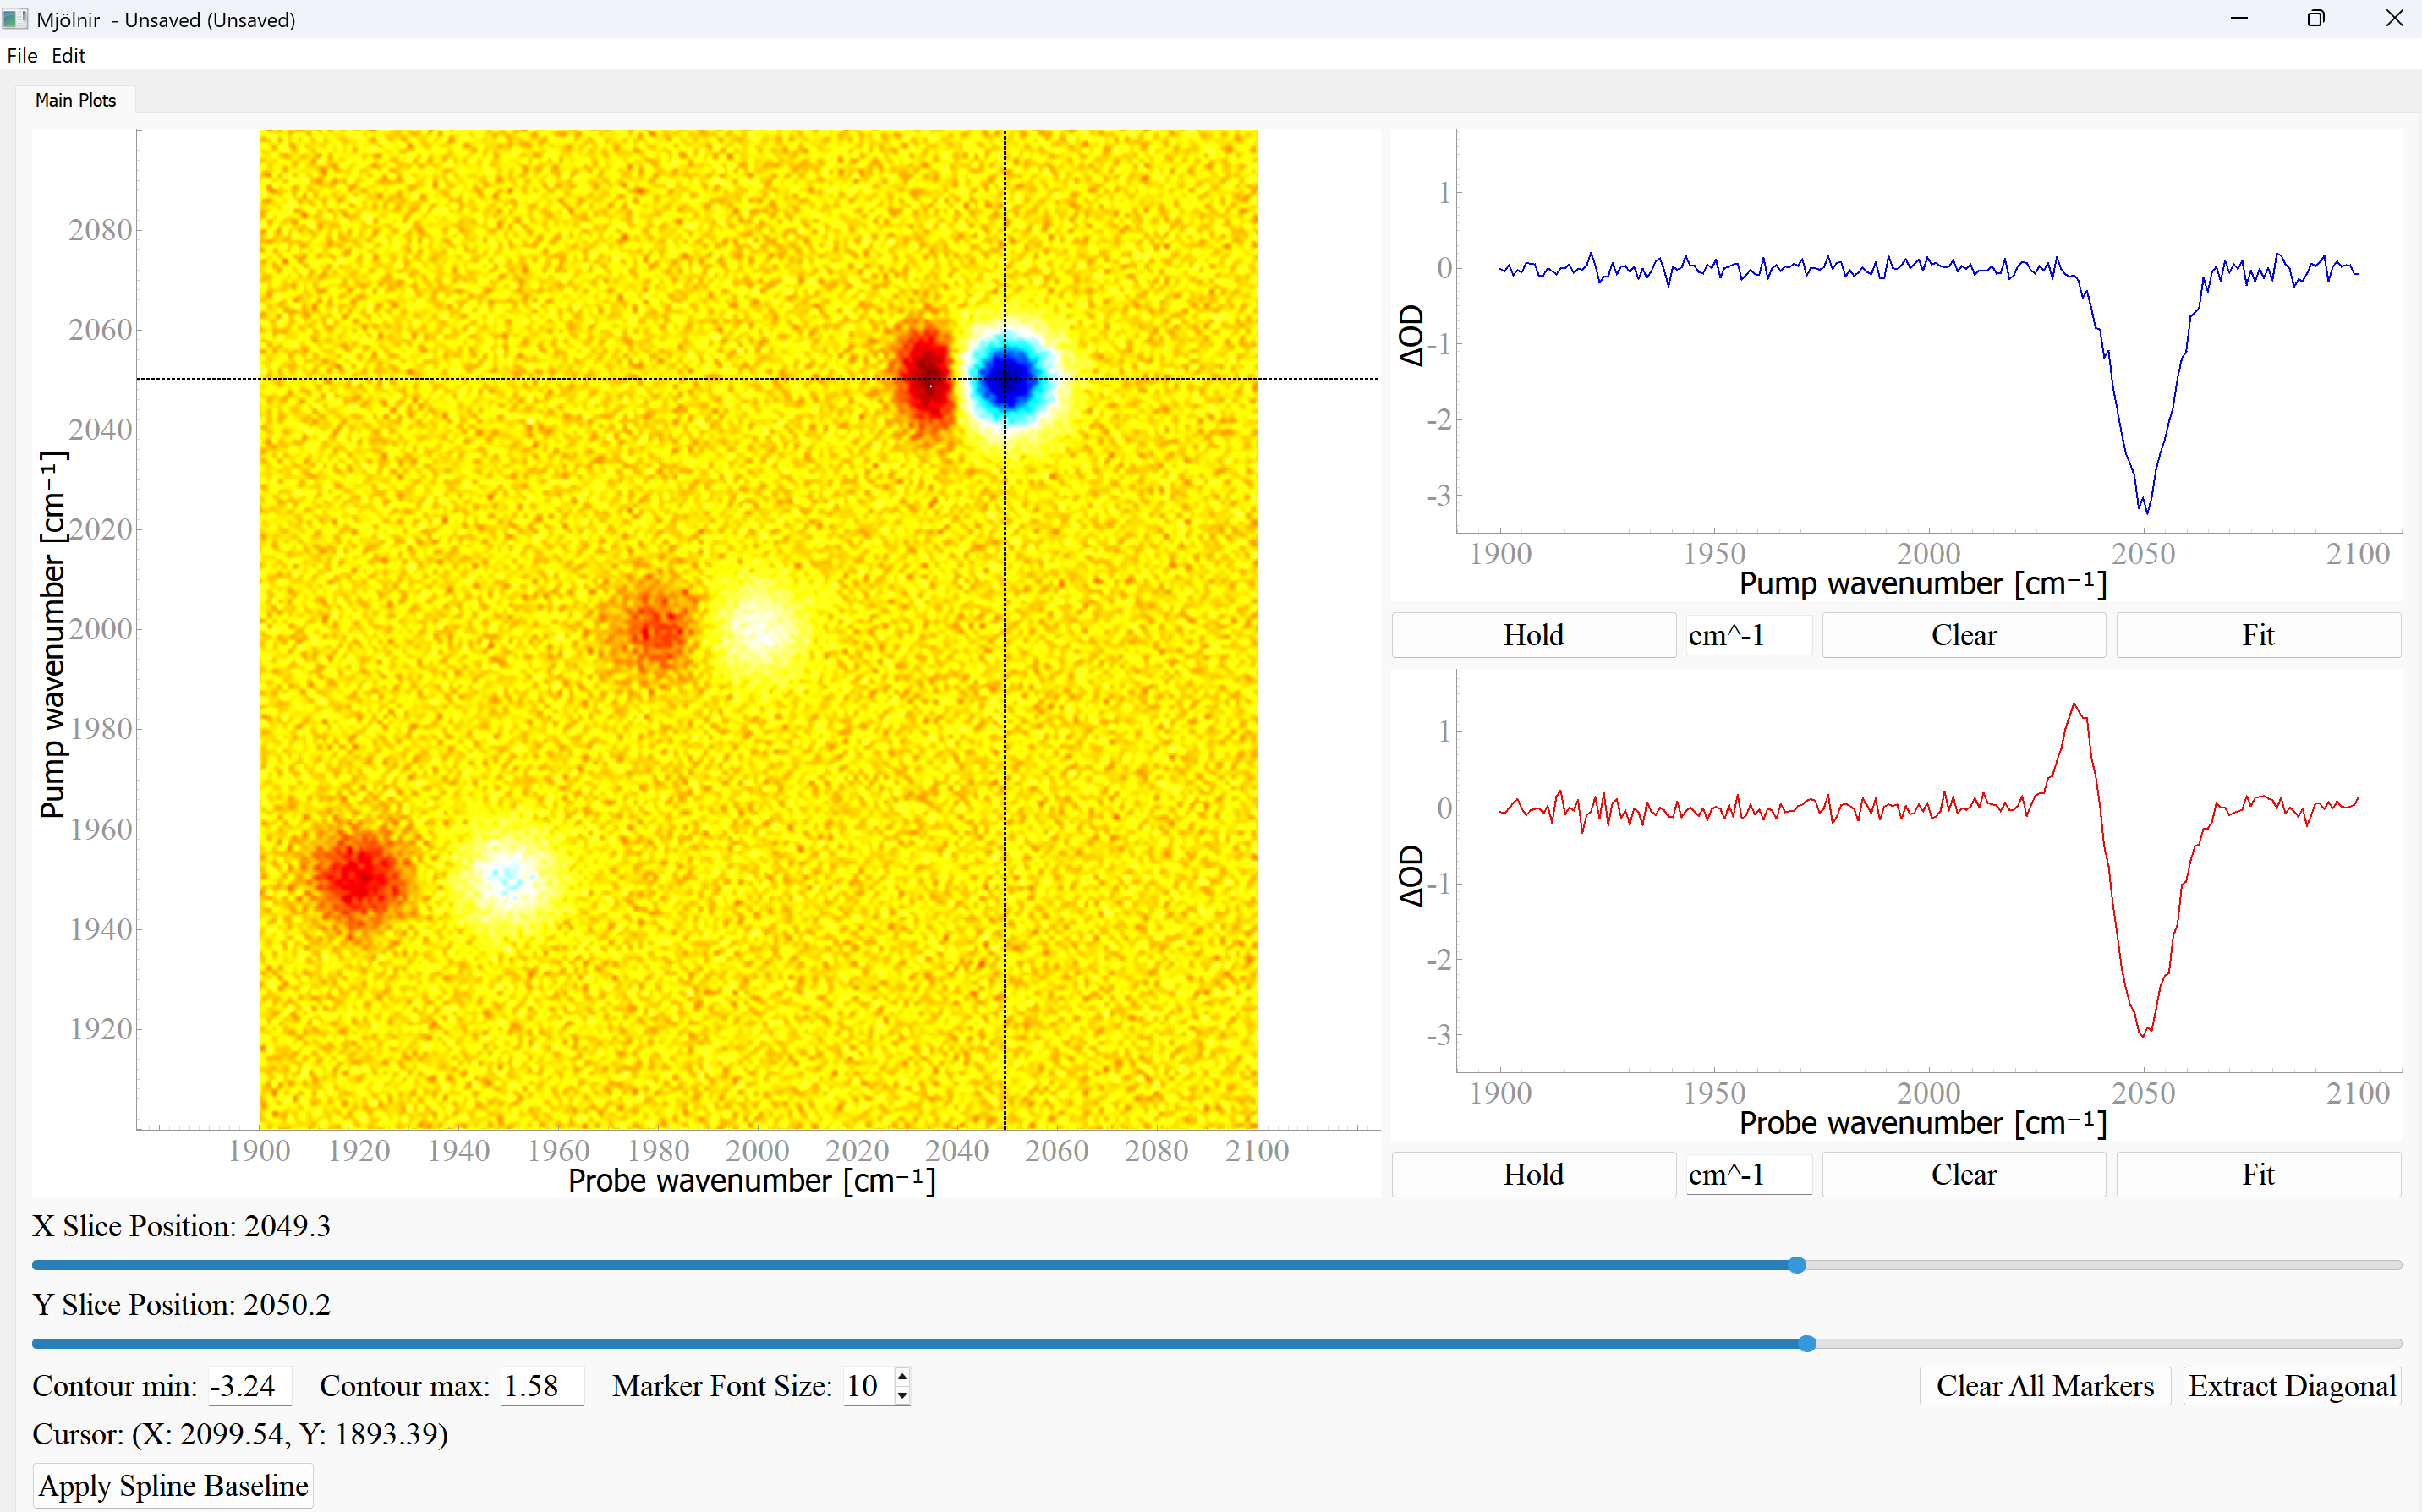 Mjölnir - Unsaved (Unsaved)
File Edit
Main Plots
2080
2060
2040
2020
2000
1980
1960
1940
1920
Pump wavenumber [cm⁻¹]
1900 1920 1940 1960 1980 2000 2020 2040 2060 2080 2100
Probe wavenumber [cm⁻¹]
1
0
-1
-2
-3
ΔOD
1900 1950 2000 2050 2100
Pump wavenumber [cm⁻¹]
Hold cm^-1 Clear Fit
1
0
-1
-2
-3
ΔOD
1900 1950 2000 2050 2100
Probe wavenumber [cm⁻¹]
Hold cm^-1 Clear Fit
X Slice Position: 2049.3
Y Slice Position: 2050.2
Contour min: -3.24 Contour max: 1.58 Marker Font Size: 10 Clear All Markers Extract Diagonal
Cursor: (X: 2099.54, Y: 1893.39)
Apply Spline Baseline